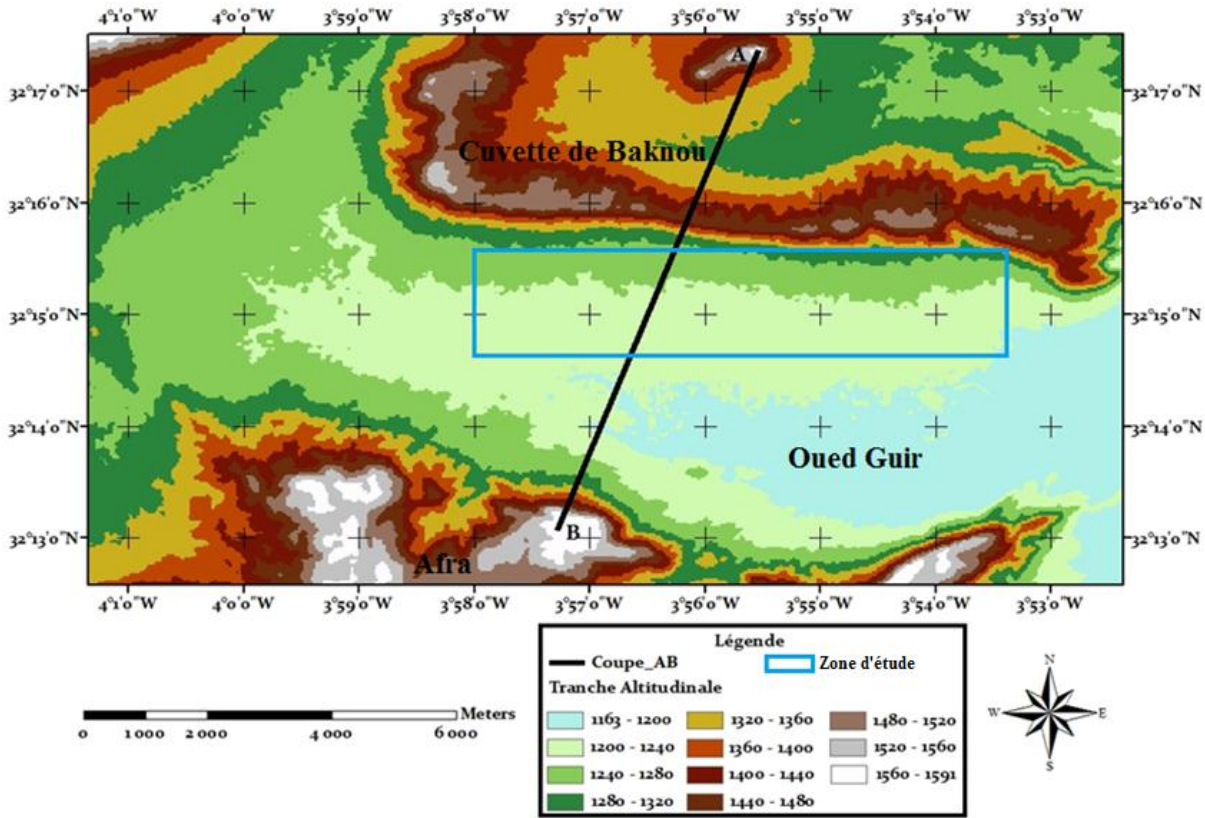 4°1'0"W 4°0'0"W 3°59'0"W 3°58'0"W 3°57'0"W 3°56'0"W 3°55'0"W 3°54'0"W 3°53'0"W
A
32°17'0"N 32°17'0"N
Cuvette de Baknou
32°16'0"N 32°16'0"N
32°15'0"N 32°15'0"N
32°14'0"N 32°14'0"N
Oued Guir
32°13'0"N 32°13'0"N
B
Afra
4°1'0"W 4°0'0"W 3°59'0"W 3°58'0"W 3°57'0"W 3°56'0"W 3°55'0"W 3°54'0"W 3°53'0"W
Légende
Coupe_AB Zone d'étude
Tranche Altitudinale
1163 - 1200 1320 - 1360 1480 - 1520
1200 - 1240 1360 - 1400 1520 - 1560
1240 - 1280 1400 - 1440 1560 - 1591
1280 - 1320 1440 - 1480
Meters
0 1 000 2 000 4 000 6 000
N
W E
S